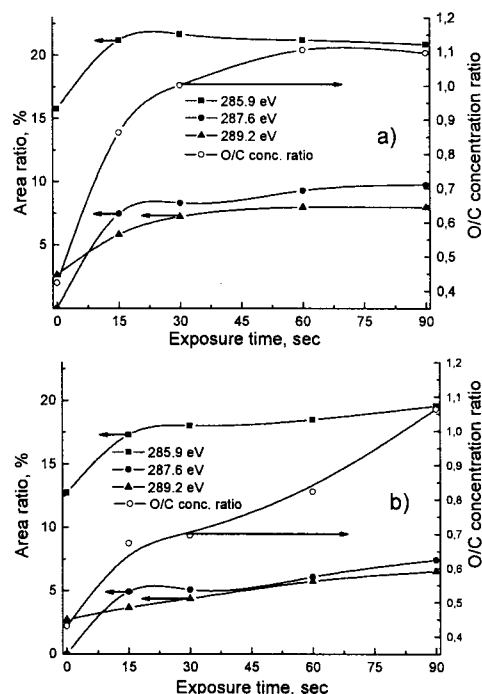 1,2
20
1,1
1,0
285.9 eV
287.6 eV
289.2 eV
O/C conc. ratio
a)
0,9
15
0,8
10
0,7
0,6
5
0,5
0,4
0 15 30 45 60 75 90
Area ratio, %
O/C concentration ratio
Exposure time, sec
1,2
20
1,1
1,0
285.9 eV
287.6 eV
289.2 eV
O/C conc. ratio
b)
0,9
15
0,8
10
0,7
0,6
5
0,5
0,4
0
0 15 30 45 60 75 90
Area ratio, %
O/C concentration ratio
Exposure time, sec